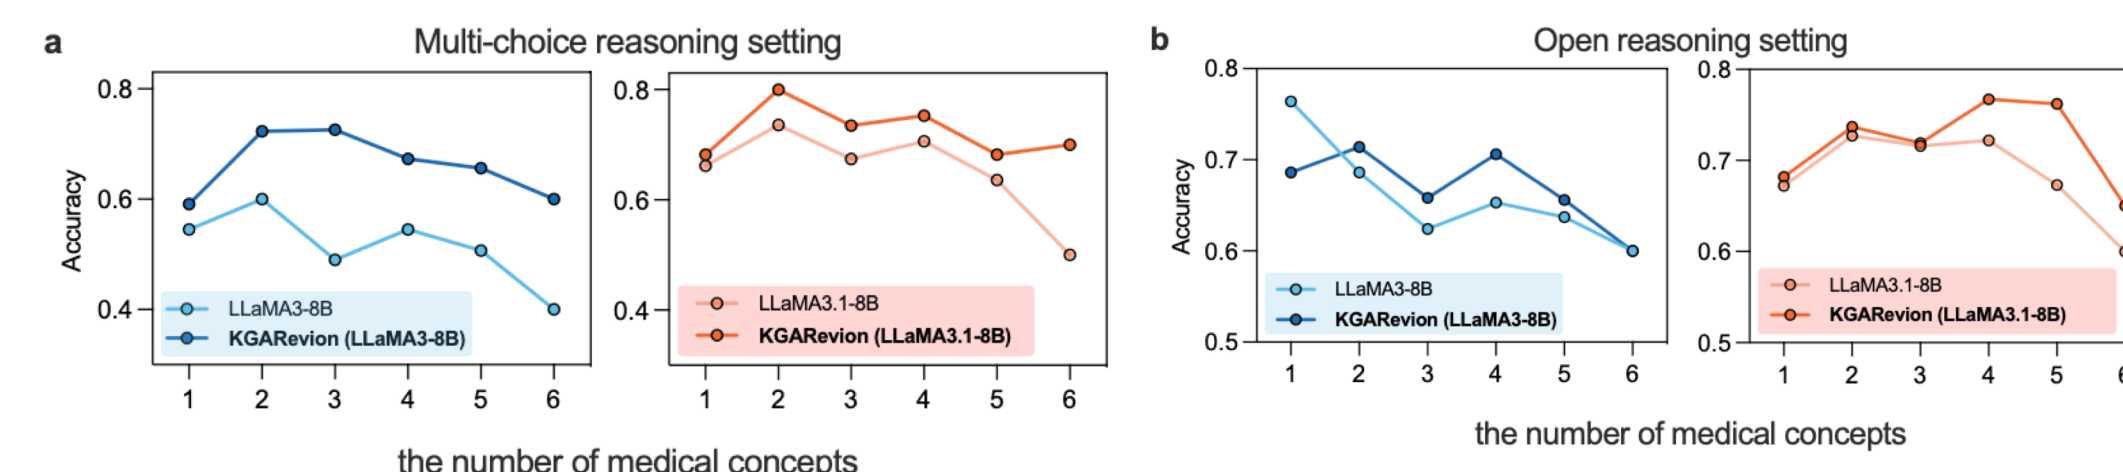 a
Multi-choice reasoning setting
Accuracy
0.8
0.6
0.4
LLaMA3-8B
KGARevion (LLaMA3-8B)
1 2 3 4 5 6
0.8
0.6
0.4
LLaMA3.1-8B
KGARevion (LLaMA3.1-8B)
1 2 3 4 5 6
the number of medical concepts
b
Open reasoning setting
Accuracy
0.8
0.7
0.6
0.5
LLaMA3-8B
KGARevion (LLaMA3-8B)
1 2 3 4 5 6
0.8
0.7
0.6
0.5
LLaMA3.1-8B
KGARevion (LLaMA3.1-8B)
1 2 3 4 5 6
the number of medical concepts